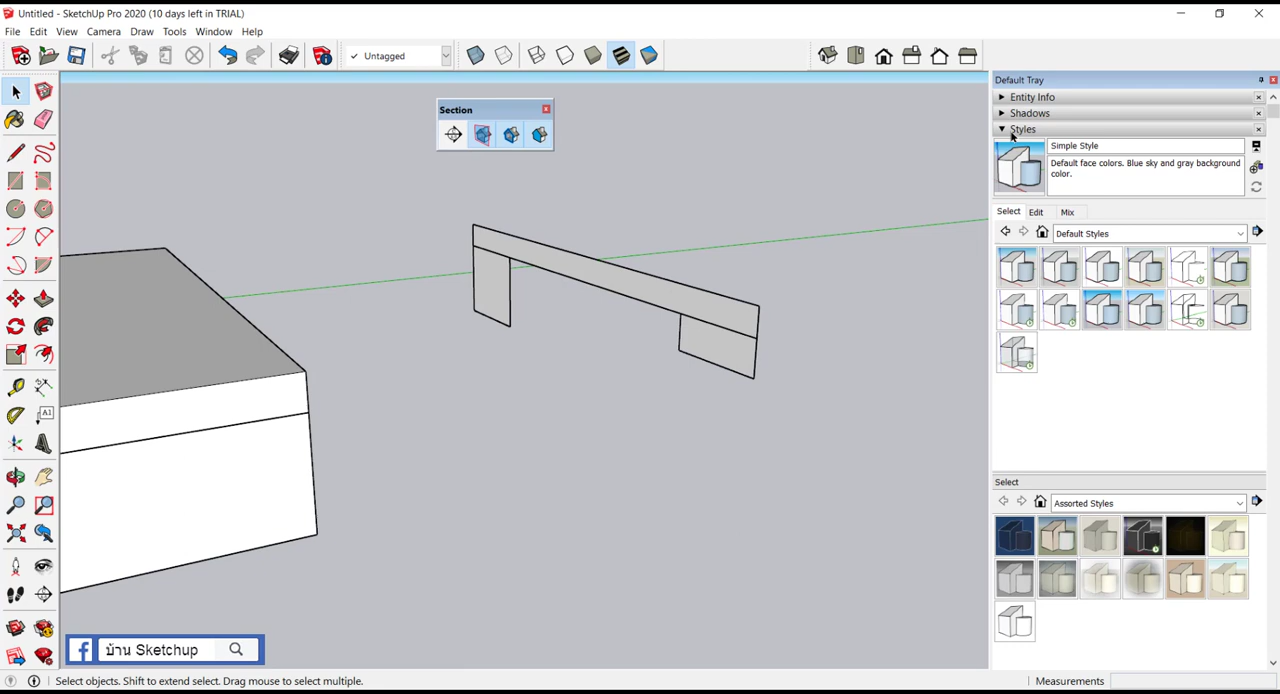 Untitled - SketchUp Pro 2020 (10 days left in TRIAL)
File Edit View Camera Draw Tools Window Help
Untagged
Default Tray
Entity Info
Shadows
Styles
Section
Simple Style
Default face colors. Blue sky and gray background
color.
Select Edit Mix
Default Styles
A1
Select
Assorted Styles
บ้าน Sketchup
Select objects. Shift to extend select. Drag mouse to select multiple.
Measurements